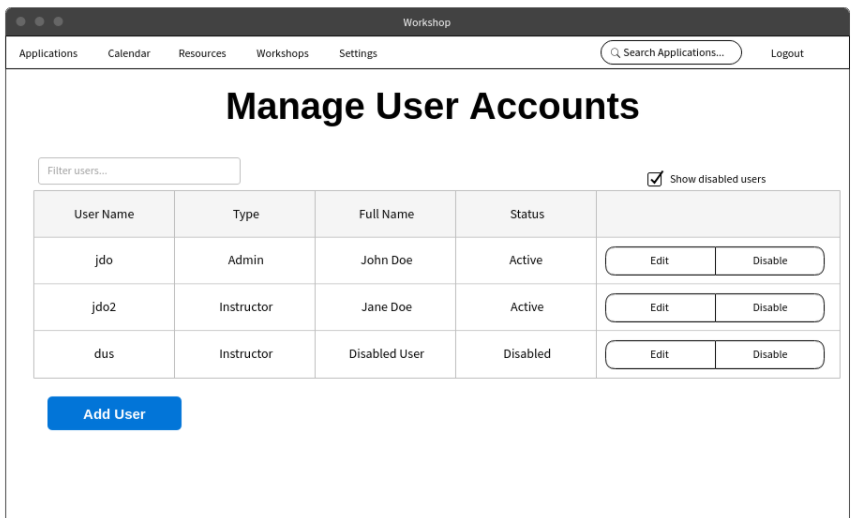 Workshop
Applications Calendar Resources Workshops Settings Search Applications... Logout
Manage User Accounts
Filter users...
Show disabled users
User Name Type Full Name Status
jdo Admin John Doe Active Edit Disable
jdo2 Instructor Jane Doe Active Edit Disable
dus Instructor Disabled User Disabled Edit Disable
Add User